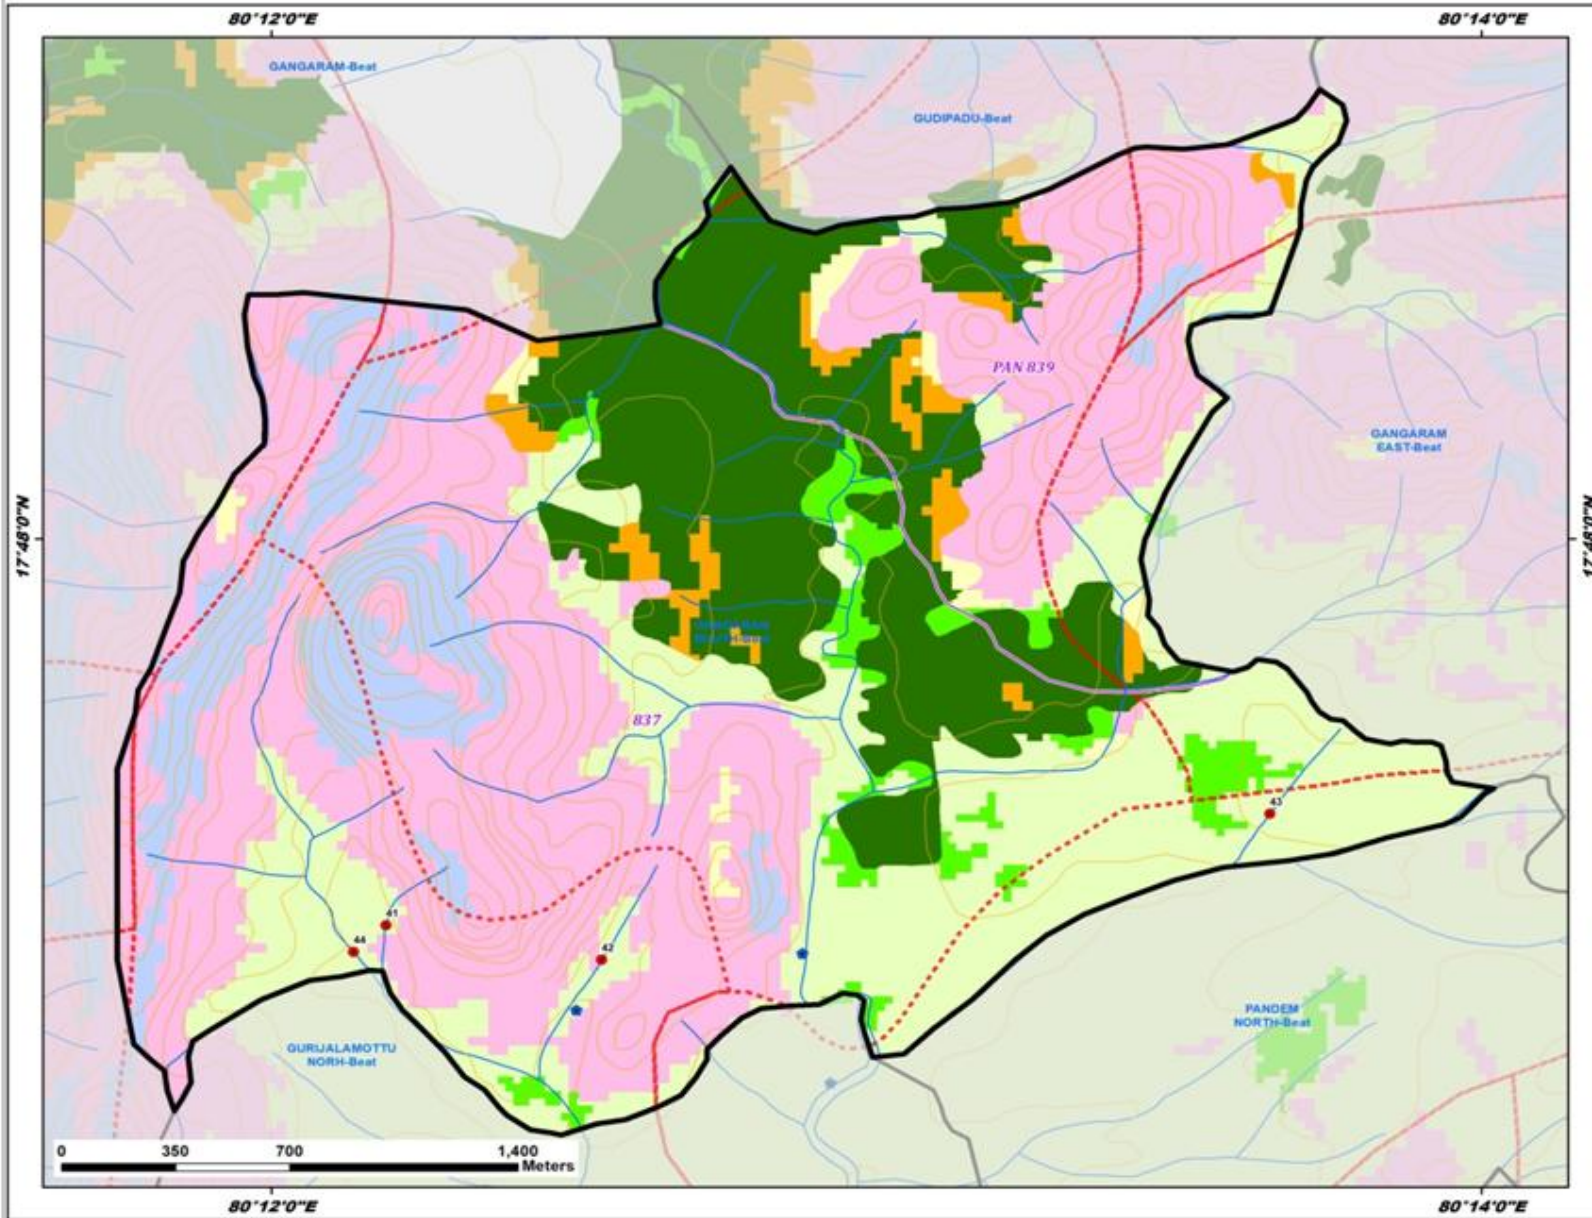 80°12'0"E
80°14'0"E
GANGARAM-Beat
GUDIPADU-Beat
PAN 839
GANGARAM
EAST-Beat
17°48'0"N
17°48'0"N
837
43
41
44
42
PANDEM
NORTH-Beat
GURIJALAMOTTU
NORH-Beat
0 350 700 1,400
Meters
80°12'0"E
80°14'0"E